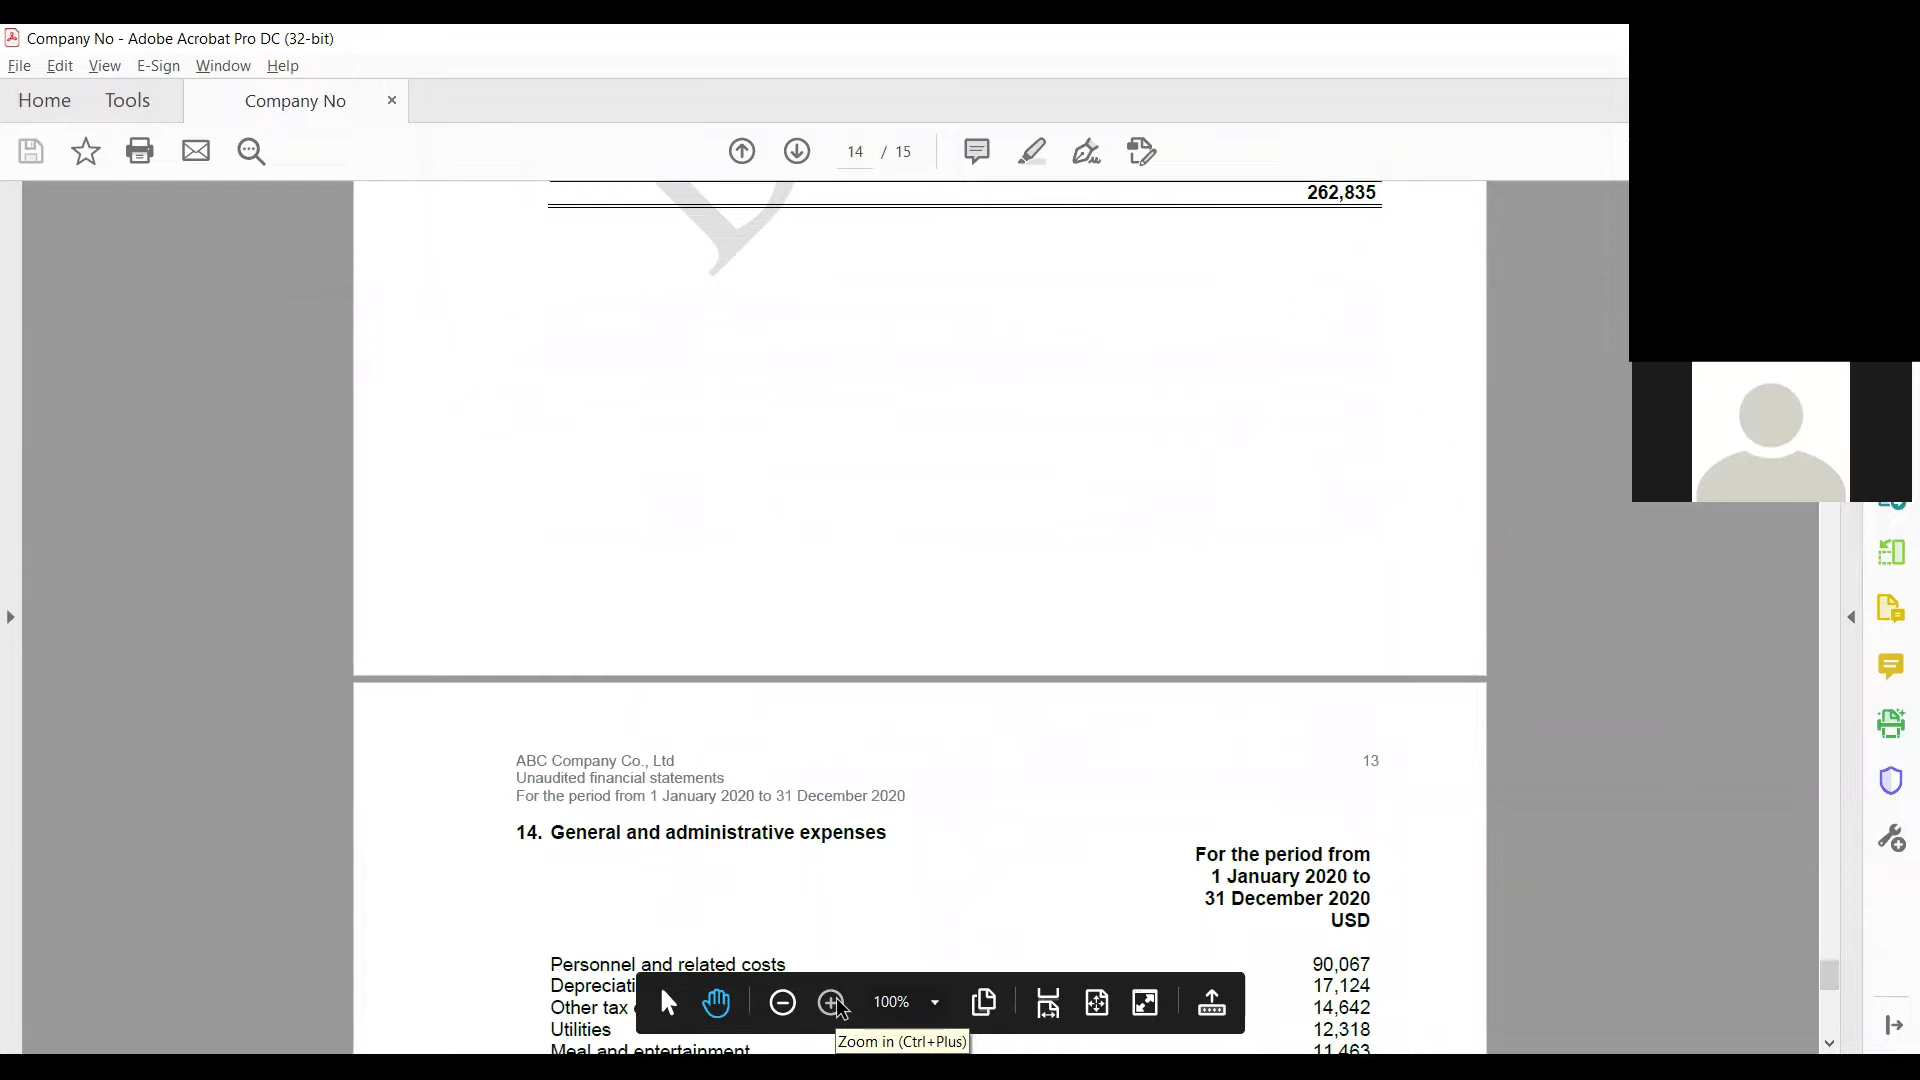 Company No - Adobe Acrobat Pro DC (32-bit)
File Edit View E-Sign Window Help
Home Tools Company No ×
14 / 15
262,835
ABC Company Co., Ltd 13
Unaudited financial statements
For the period from 1 January 2020 to 31 December 2020
14. General and administrative expenses
For the period from
1 January 2020 to
31 December 2020
USD
Personnel and related costs 90,067
Depreciati 17,124
Other tax 14,642
Utilities 12,318
Meal and entertainment 11,463
100%
Zoom in (Ctrl+Plus)